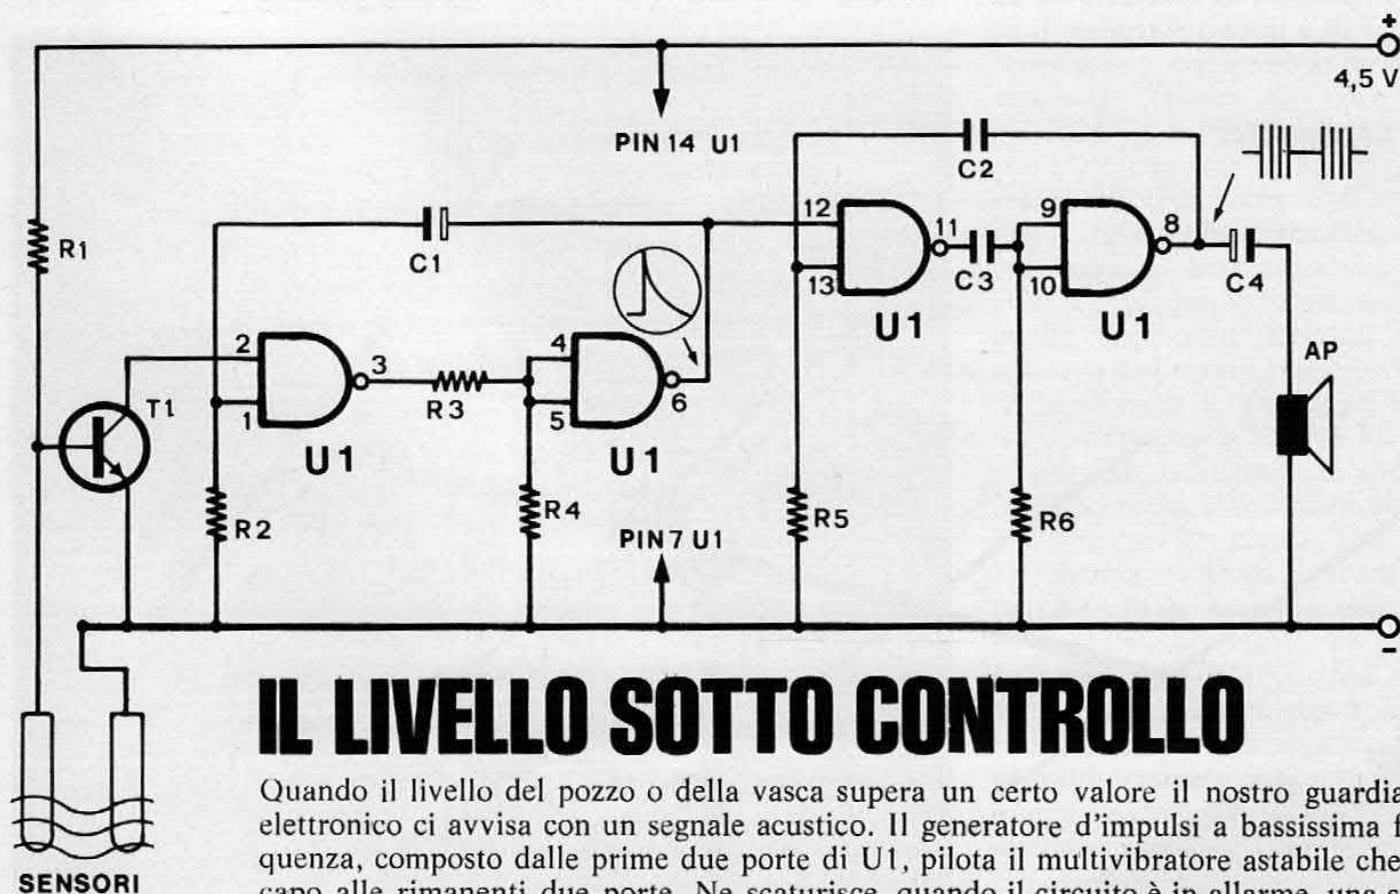 +
4,5 V
PIN 14 U1
C2
12
9
8
11
R1
C1
13
C3
10
C4
U1
U1
AP
2
4
3
T1
R3
6
1
5
U1
U1
R2
R4
R5
R6
PIN 7 U1
-
IL LIVELLO SOTTO CONTROLLO
Quando il livello del pozzo o della vasca supera un certo valore il nostro guardia
elettronico ci avvisa con un segnale acustico. Il generatore d'impulsi a bassissima f
quenza, composto dalle prime due porte di U1, pilota il multivibratore astabile che
capo alle rimanenti due porte. Ne scaturisce, quando il circuito è in allarme, una
SENSORI